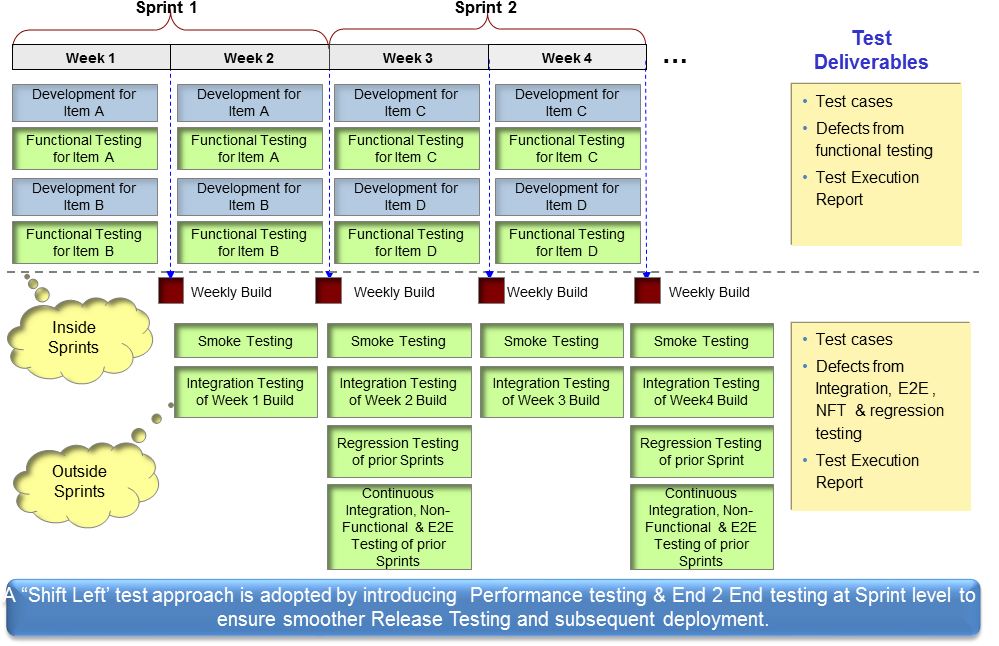 Sprint 1
Sprint 2
Week 1
Week 2
Week 3
Week 4
...
Test
Deliverables
Development for
Item A
Development for
Item A
Development for
Item C
Development for
Item C
Functional Testing
for Item A
Functional Testing
for Item A
Functional Testing
for Item C
Functional Testing
for Item C
Development for
Item B
Development for
Item B
Development for
Item D
Development for
Item D
Functional Testing
for Item B
Functional Testing
for Item B
Functional Testing
for Item D
Functional Testing
for Item D
• Test cases
• Defects from
functional testing
• Test Execution
Report
Weekly Build
Weekly Build
Weekly Build
Weekly Build
Inside
Sprints
Smoke Testing
Smoke Testing
Smoke Testing
Smoke Testing
Integration Testing
of Week 1 Build
Integration Testing
of Week 2 Build
Integration Testing
of Week 3 Build
Integration Testing
of Week4 Build
Outside
Sprints
Regression Testing
of prior Sprints
Regression Testing
of prior Sprint
Continuous
Integration, Non-
Functional & E2E
Testing of prior
Sprints
Continuous
Integration, Non-
Functional & E2E
Testing of prior
Sprints
• Test cases
• Defects from
Integration, E2E ,
NFT & regression
testing
• Test Execution
Report
A “Shift Left’ test approach is adopted by introducing Performance testing & End 2 End testing at Sprint level to
ensure smoother Release Testing and subsequent deployment.